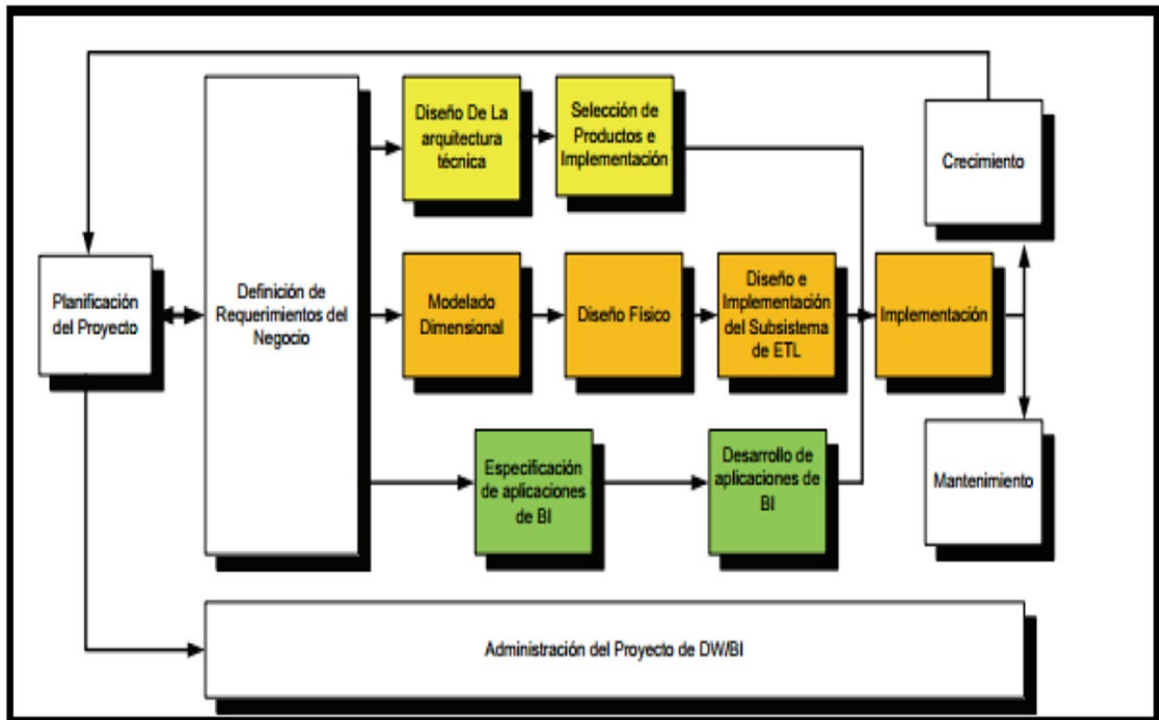 Diseño De La
arquitectura
técnica
Selección de
Productos e
Implementación
Crecimiento
Planificación
del Proyecto
Definición de
Requerimientos del
Negocio
Modelado
Dimensional
Diseño Físico
Diseño e
Implementación
del Subsistema
de ETL
Implementación
Especificación
de aplicaciones
de BI
Desarrollo de
aplicaciones de
BI
Mantenimiento
Administración del Proyecto de DW/BI